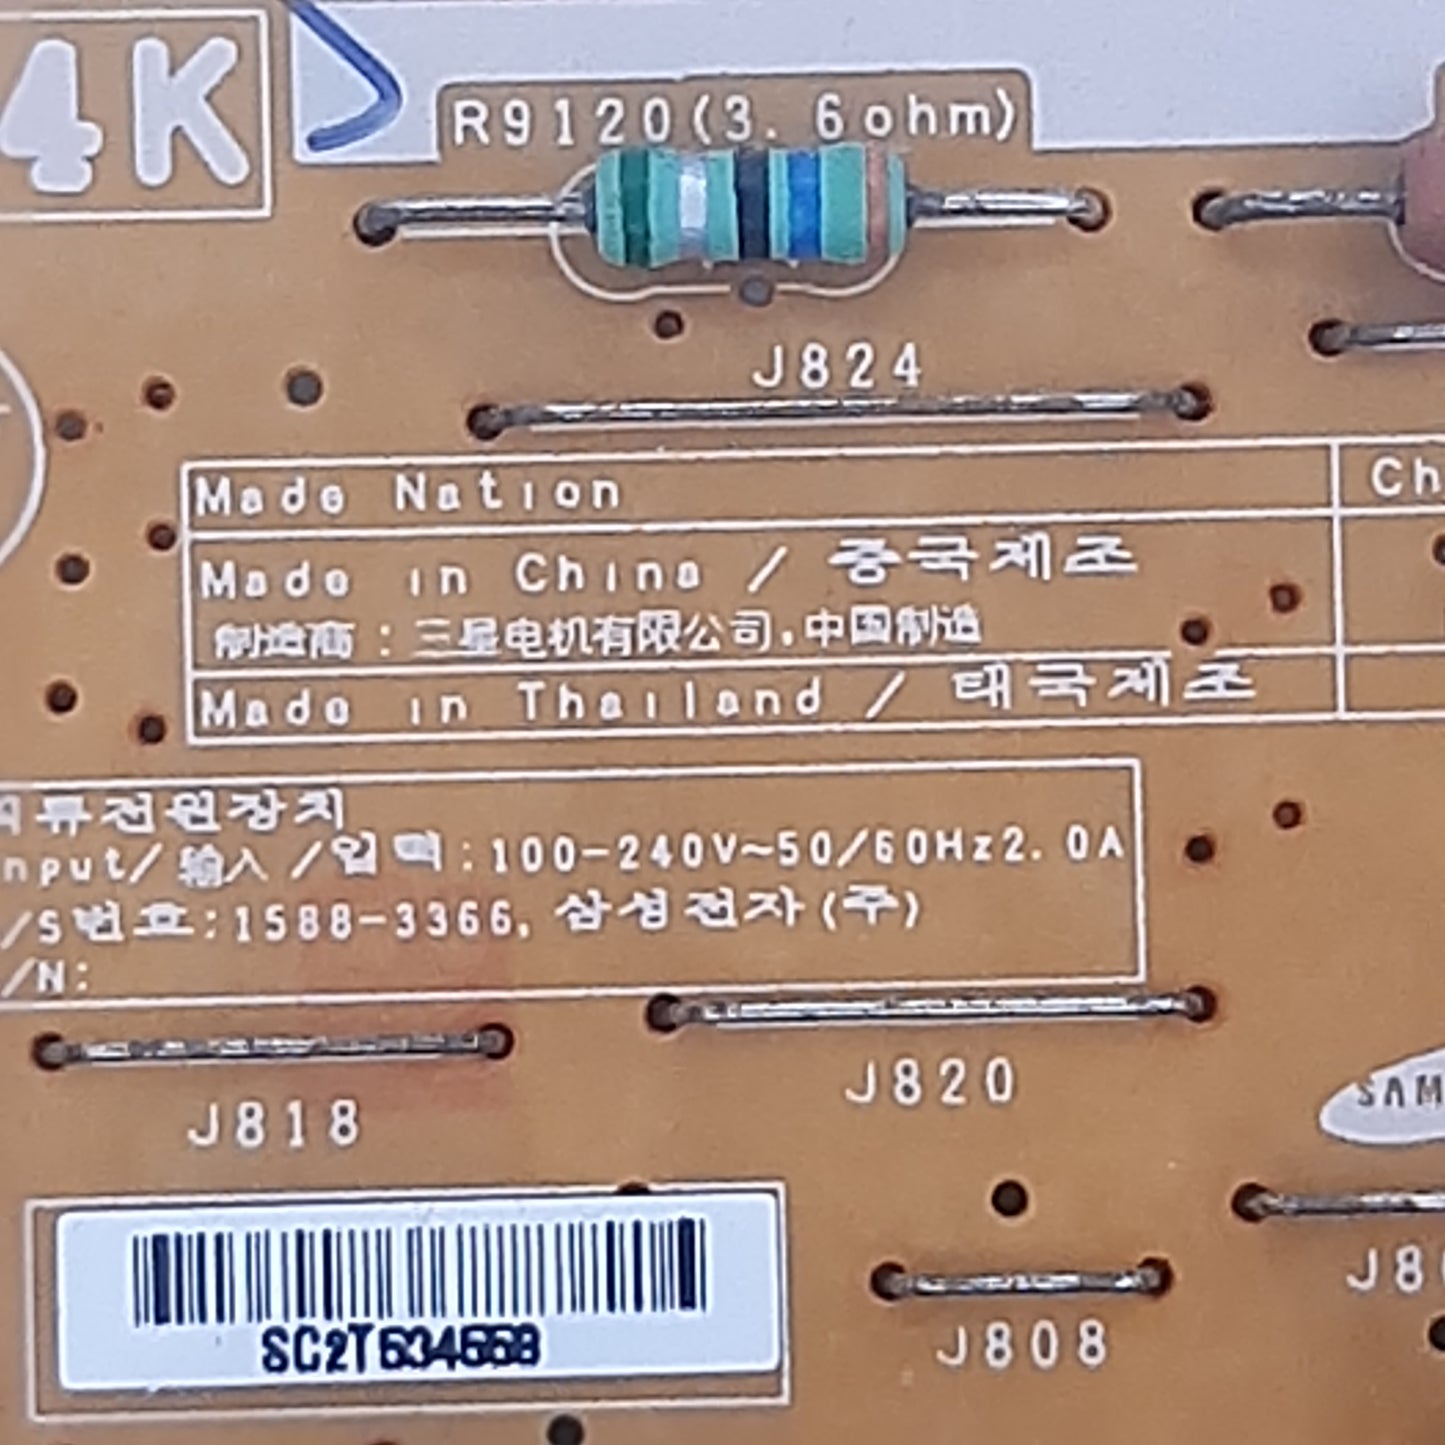 4K
R9120(3.6ohm)
J824
Made Nation
Ch
Made in China / 중국제조
制造商:三星电机有限公司,中国制造
Made in Thailand / 태국제조
류전원장치
nput/输入/입력:100-240V~50/60Hz2.0A
/S번호:1588-3366, 삼성전자(주)
/N:
J820
J818
SAM
J8
J808
SC2T534558